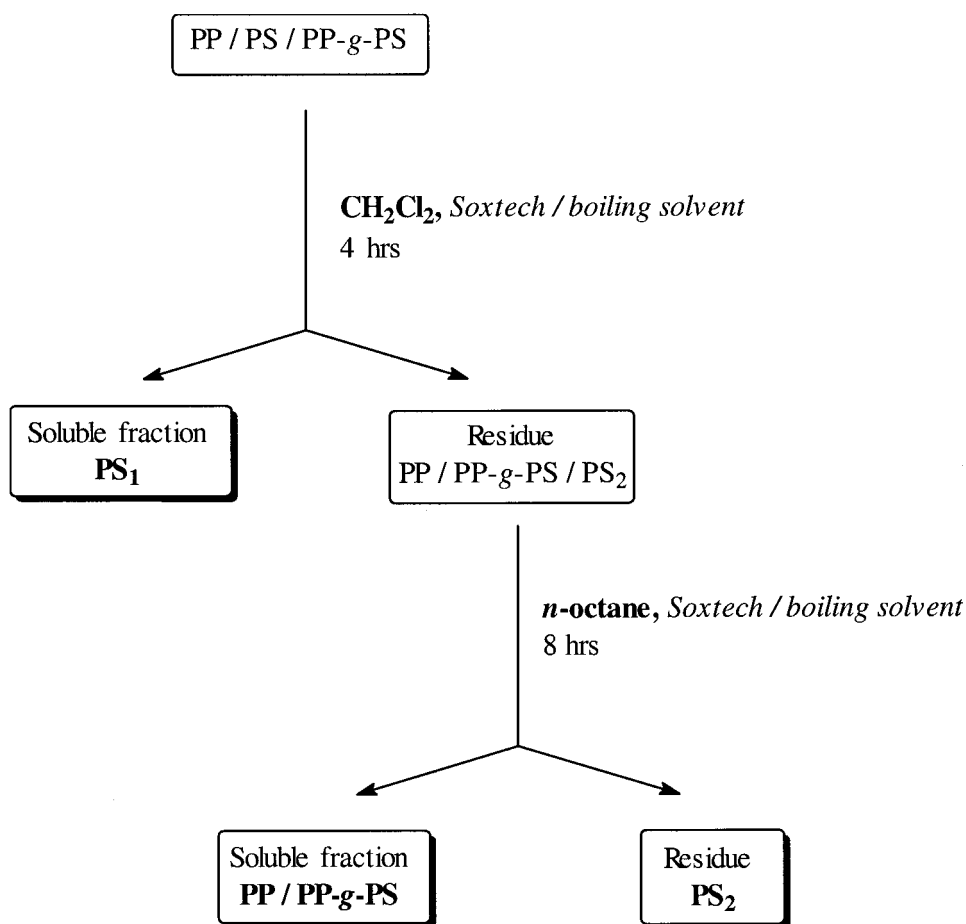 PP / PS / PP-g-PS
CH₂Cl₂, Soxtech / boiling solvent
4 hrs
Soluble fraction
PS₁
Residue
PP / PP-g-PS / PS₂
n-octane, Soxtech / boiling solvent
8 hrs
Soluble fraction
PP / PP-g-PS
Residue
PS₂